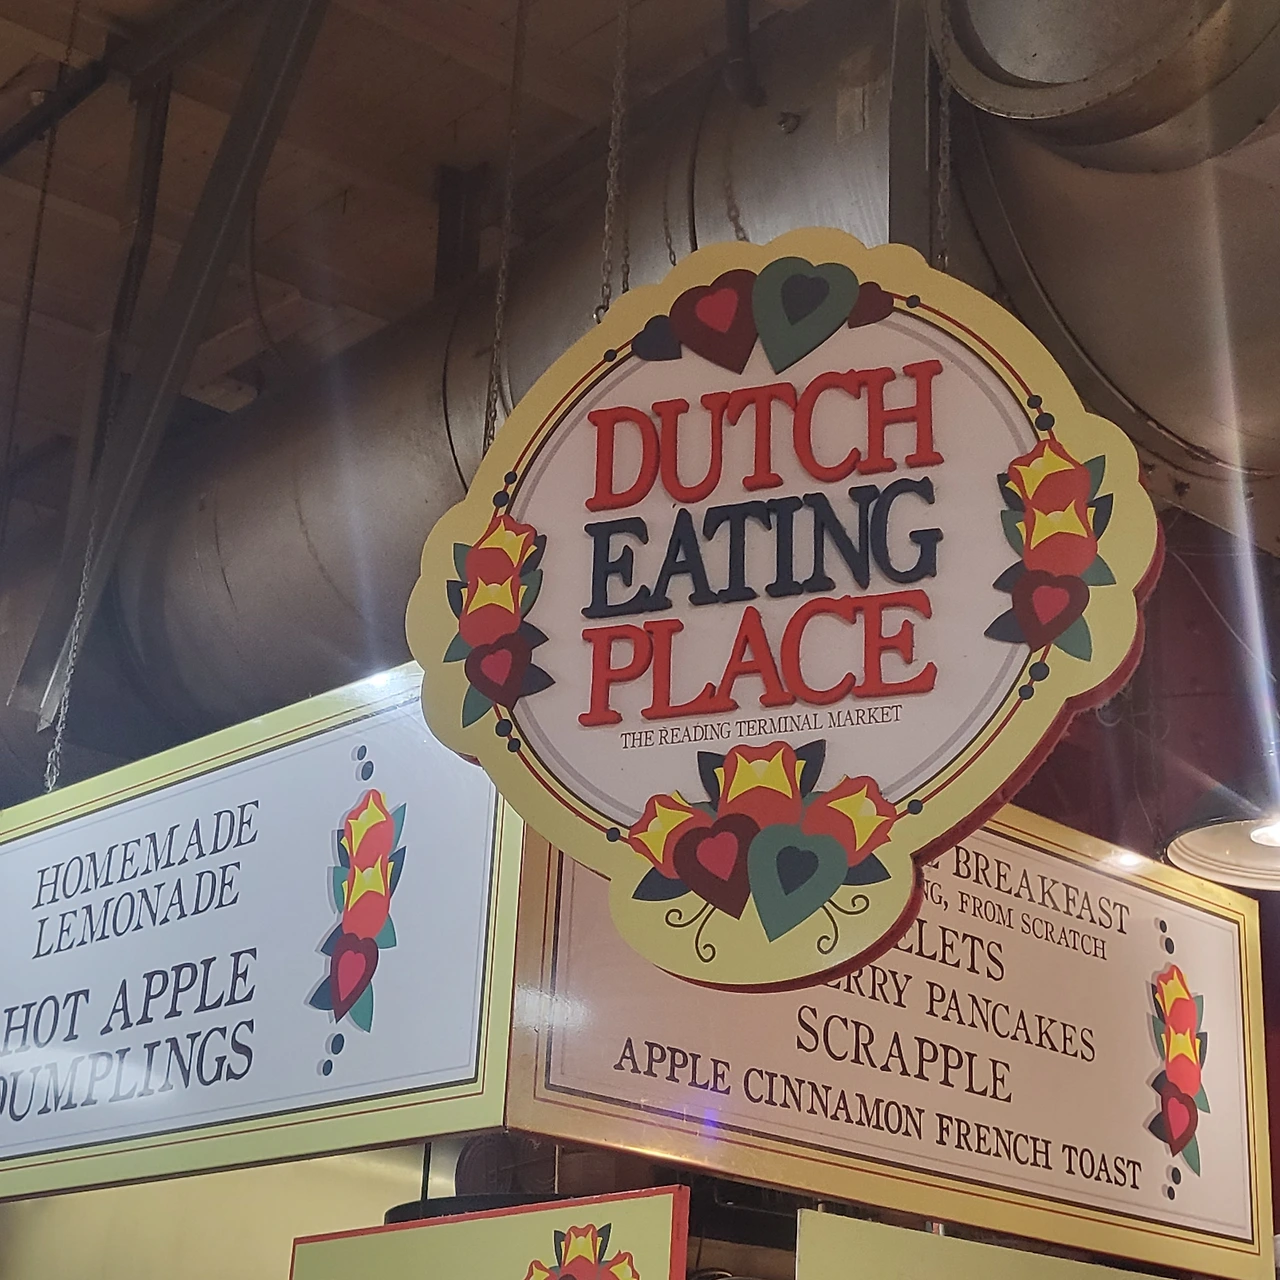 DUTCH
EATING
PLACE
THE READING TERMINAL MARKET
HOMEMADE
LEMONADE
HOT APPLE
DUMPLINGS
BREAKFAST
FROM SCRATCH
PANCAKES
SCRAPPLE
APPLE CINNAMON FRENCH TOAST